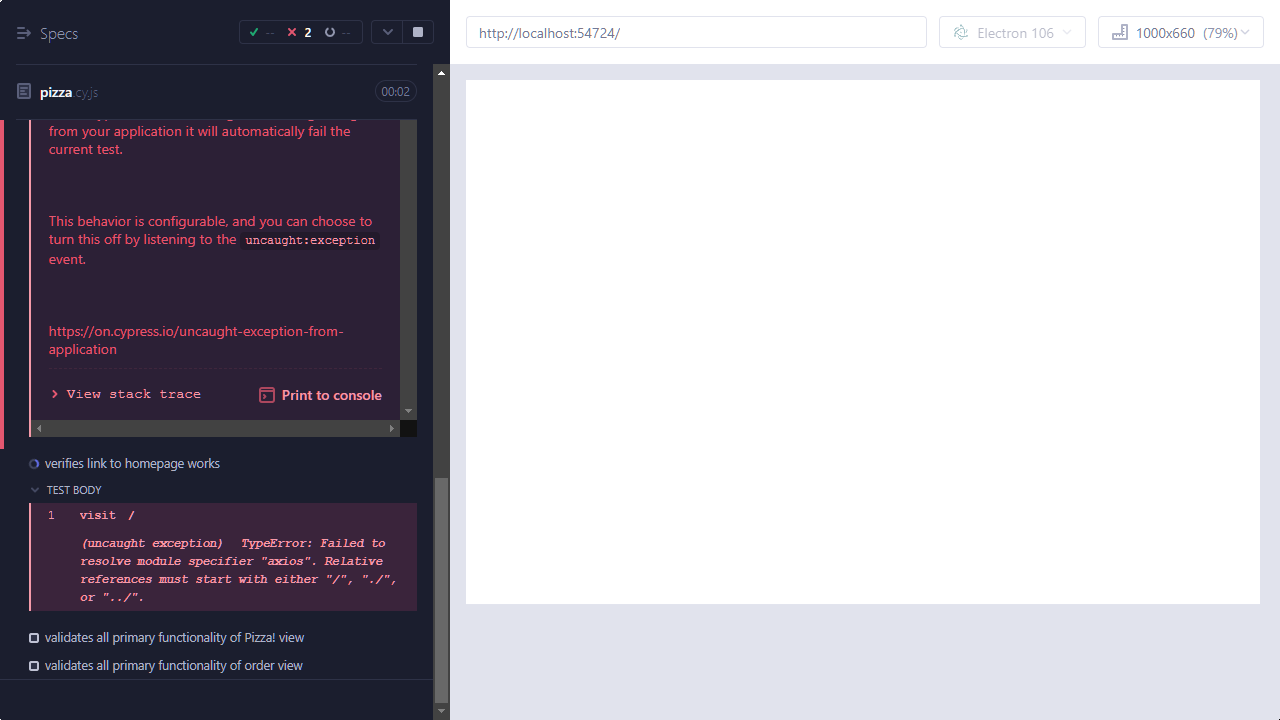 Specs
-- 2 --
http://localhost:54724/
Electron 106
1000x660 (79%)
pizza.cy.js
00:02
from your application it will automatically fail the
current test.
This behavior is configurable, and you can choose to
turn this off by listening to the uncaught:exception
event.
https://on.cypress.io/uncaught-exception-from-
application
View stack trace
Print to console
verifies link to homepage works
TEST BODY
1 visit /
(uncaught exception) TypeError: Failed to
resolve module specifier "axios". Relative
references must start with either "/", "./",
or "../".
validates all primary functionality of Pizza! view
validates all primary functionality of order view